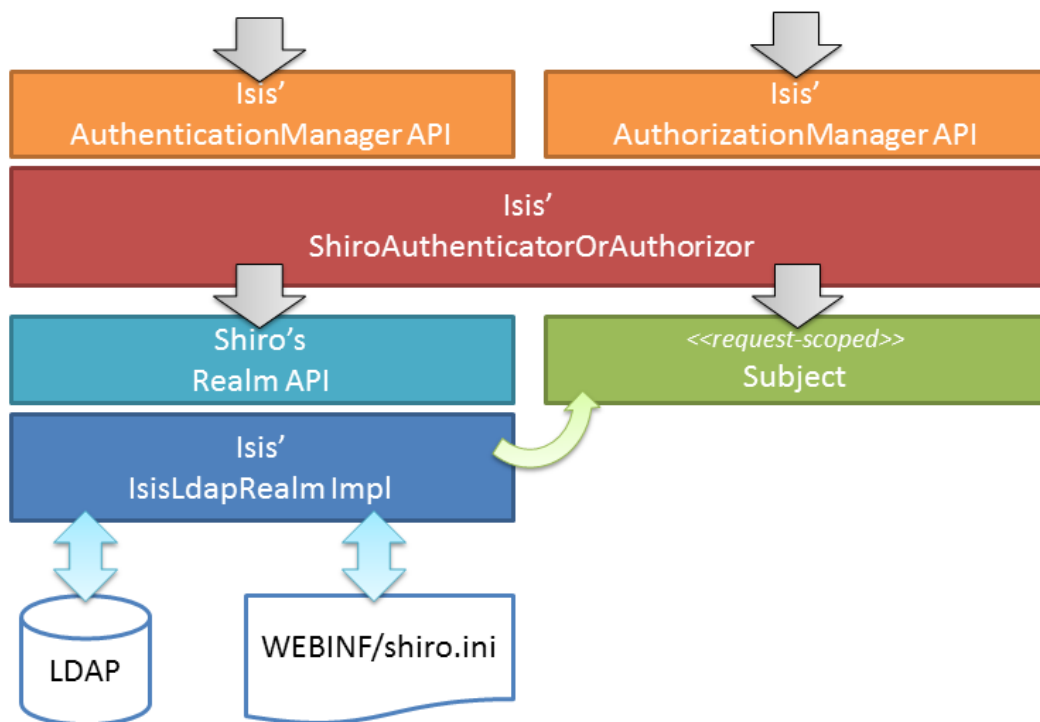 Isis’
AuthenticationManager API
Isis’
AuthorizationManager API
Isis’
ShiroAuthenticatorOrAuthorizor
Shiro’s
Realm API
<<request-scoped>>
Subject
Isis’
IsisLdapRealm Impl
LDAP
WEBINF/shiro.ini